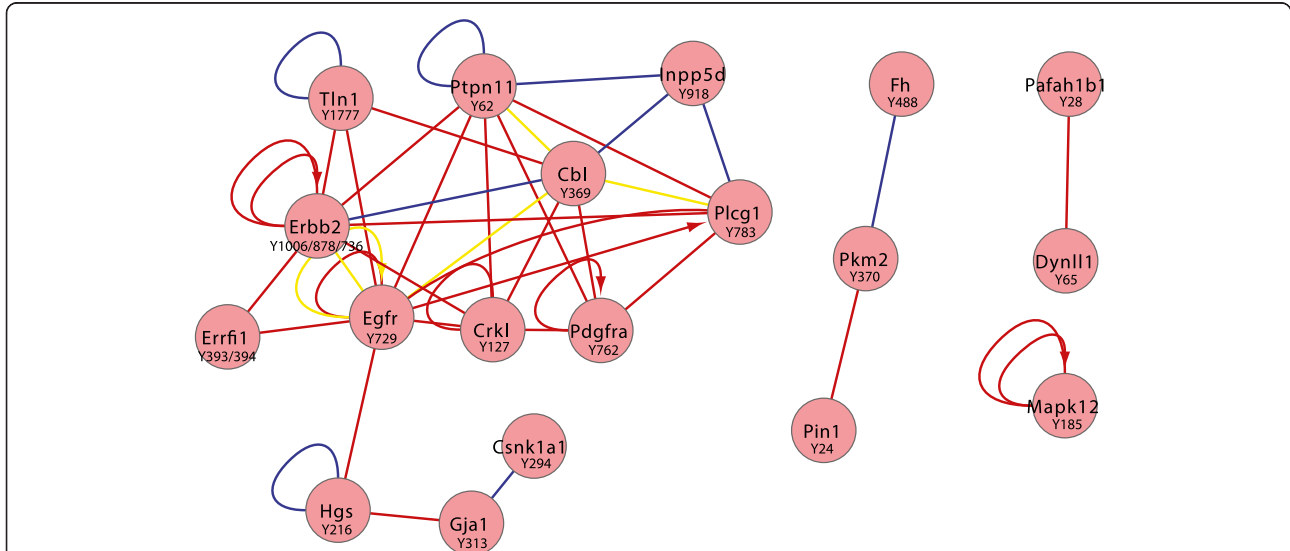 Tln1
Y1777
Ptpn11
Y62
Inpp5d
Y918
Fh
Y488
Pafah1b1
Y28
Cbl
Y369
Plcg1
Y783
Erbb2
Y1006/878/736
Pkm2
Y370
Dynll1
Y65
Errfi1
Y393/394
Egfr
Y729
Crkl
Y127
Pdgfra
Y762
Mapk12
Y185
Pin1
Y24
Csnk1a1
Y294
Hgs
Y216
Gja1
Y313